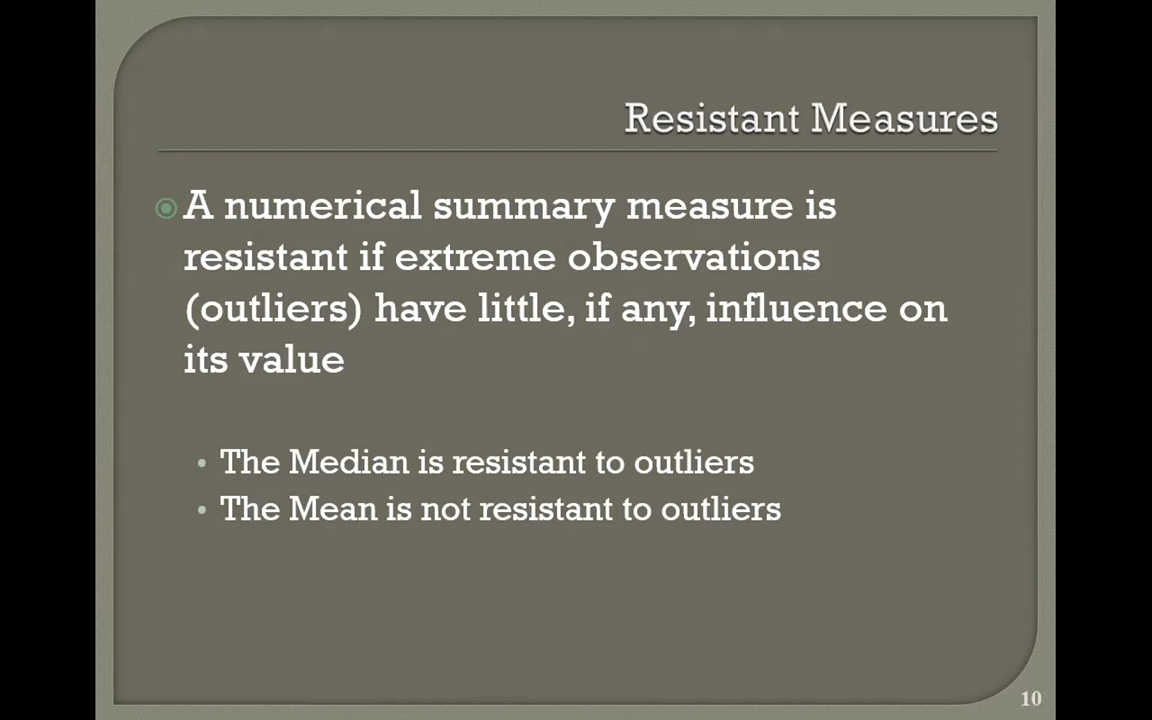 Resistant Measures
A numerical summary measure is
resistant if extreme observations
(outliers) have little, if any, influence on
its value
• The Median is resistant to outliers
• The Mean is not resistant to outliers
10